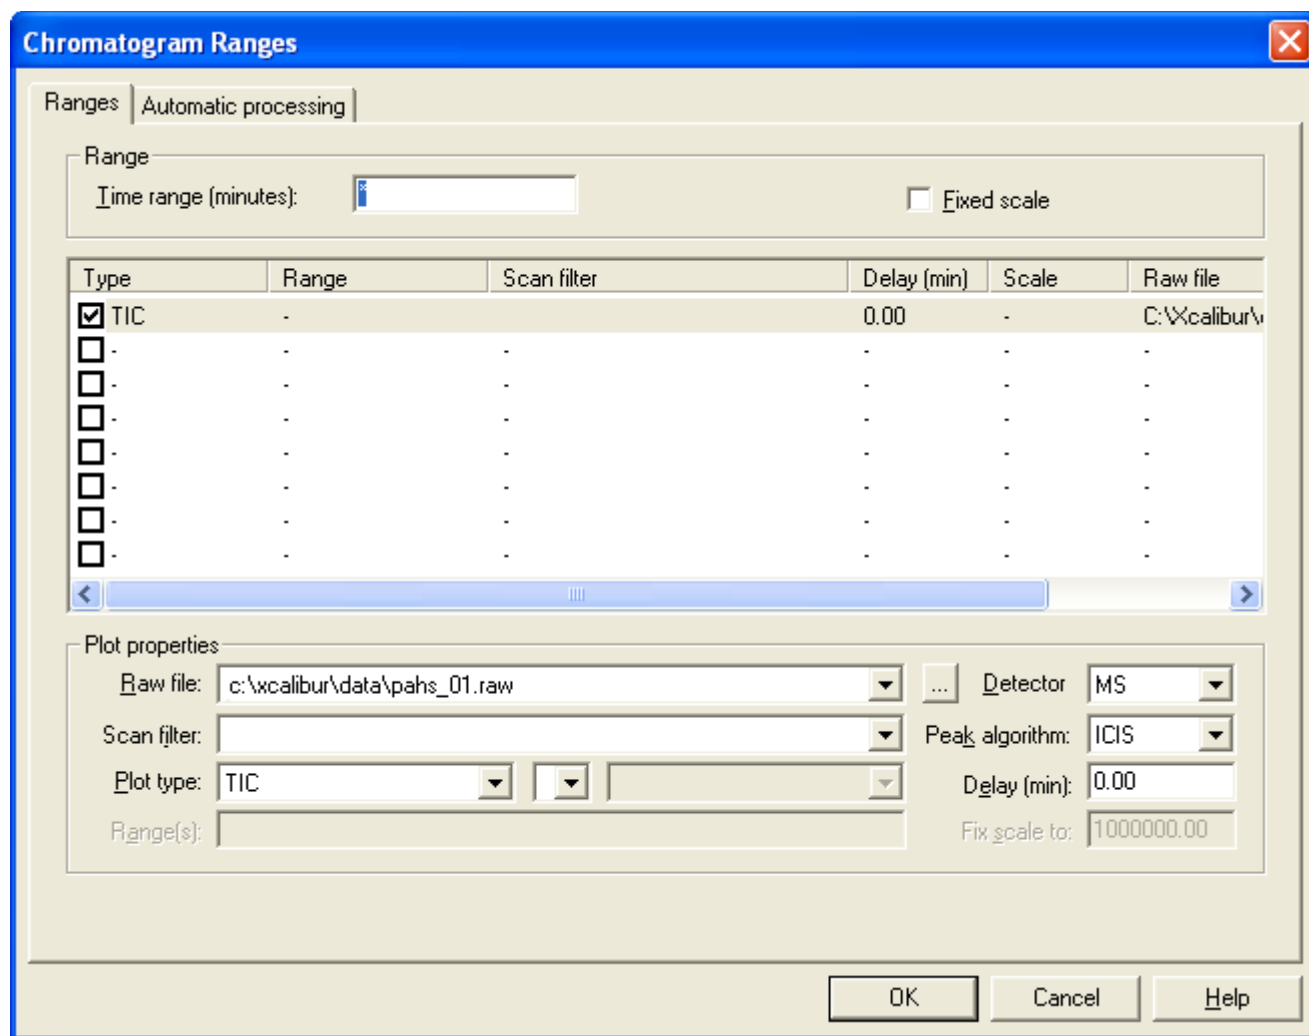 Chromatogram Ranges
Ranges Automatic processing
Range
Time range (minutes): * Fixed scale
Type Range Scan filter Delay (min) Scale Raw file
TIC - 0.00 - C:\Xcalibur\
- - - - - -
- - - - - -
- - - - - -
- - - - - -
- - - - - -
- - - - - -
- - - - - -
Plot properties
Raw file: c:\xcalibur\data\pahs_01.raw ... Detector MS
Scan filter: Peak algorithm: ICIS
Plot type: TIC Delay (min): 0.00
Range(s): Fix scale to: 1000000.00
OK Cancel Help